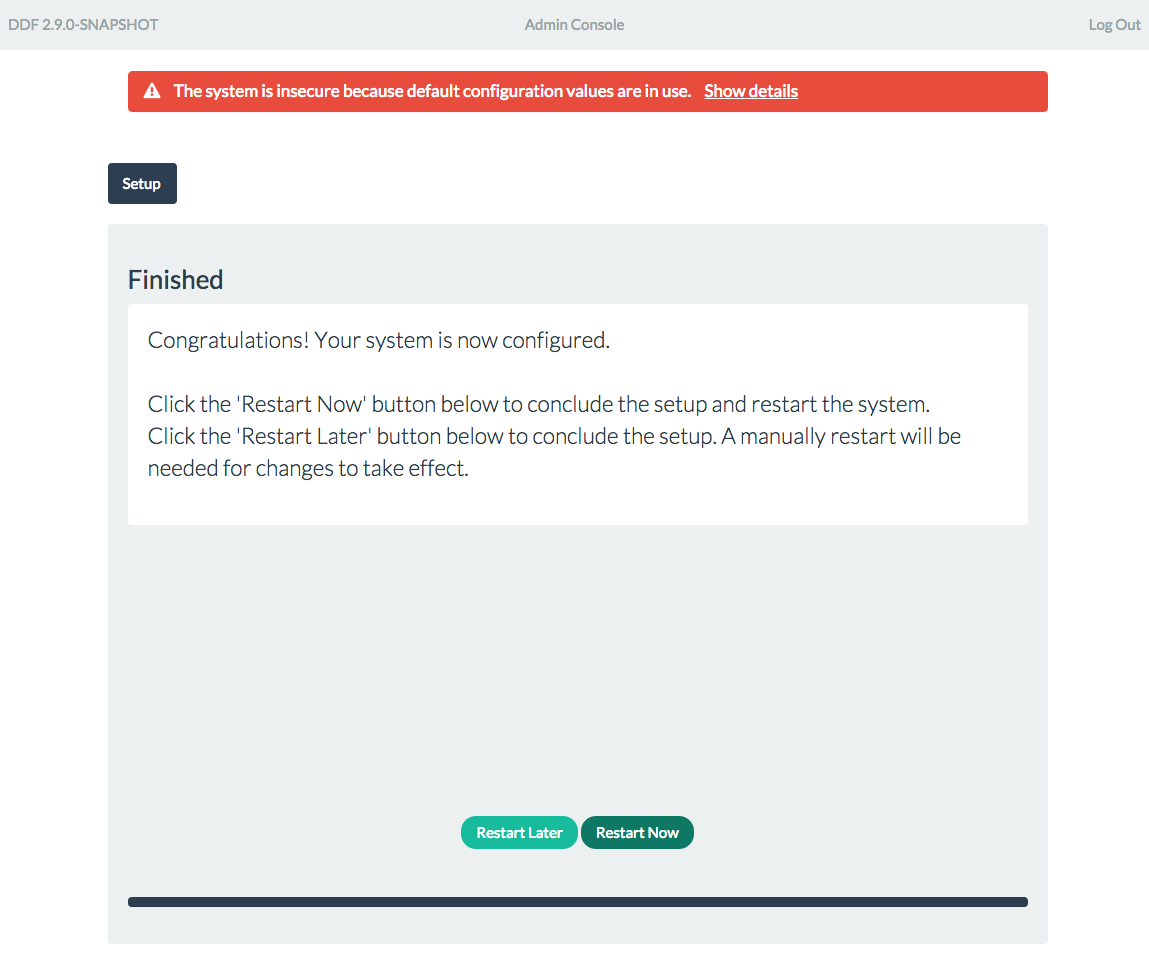 DDF 2.9.0-SNAPSHOT Admin Console Log Out
The system is insecure because default configuration values are in use. Show details
Setup
Finished
Congratulations! Your system is now configured.
Click the 'Restart Now' button below to conclude the setup and restart the system.
Click the 'Restart Later' button below to conclude the setup. A manually restart will be
needed for changes to take effect.
Restart Later Restart Now